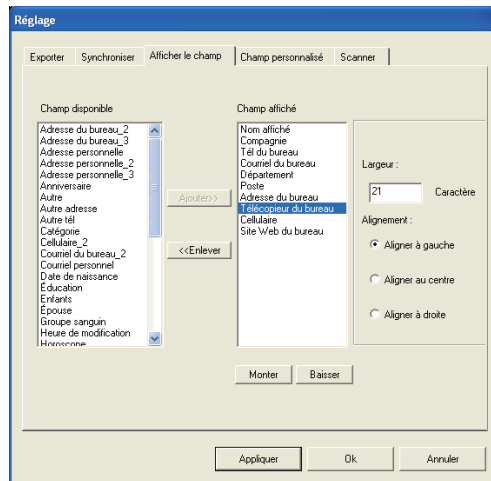 Réglage
Exporter
Synchroniser
Afficher le champ
Champ personnalisé
Scanner
Champ disponible
Adresse du bureau_2
Adresse du bureau_3
Adresse personnelle
Adresse personnelle_2
Adresse personnelle_3
Anniversaire
Autre
Autre adresse
Autre tél
Catégorie
Cellulaire_2
Courriel du bureau_2
Courriel personnel
Date de naissance
Éducation
Enfants
Épouse
Groupe sanguin
Heure de modification
Horoscope
Ajouter>>
<<Enlever
Champ affiché
Nom affiché
Compagnie
Tél du bureau
Courriel du bureau
Département
Poste
Adresse du bureau
Télécopieur du bureau
Cellulaire
Site Web du bureau
Monter
Baisser
Largeur :
21
Caractère
Alignement :
Aligner à gauche
Aligner au centre
Aligner à droite
Appliquer
Ok
Annuler